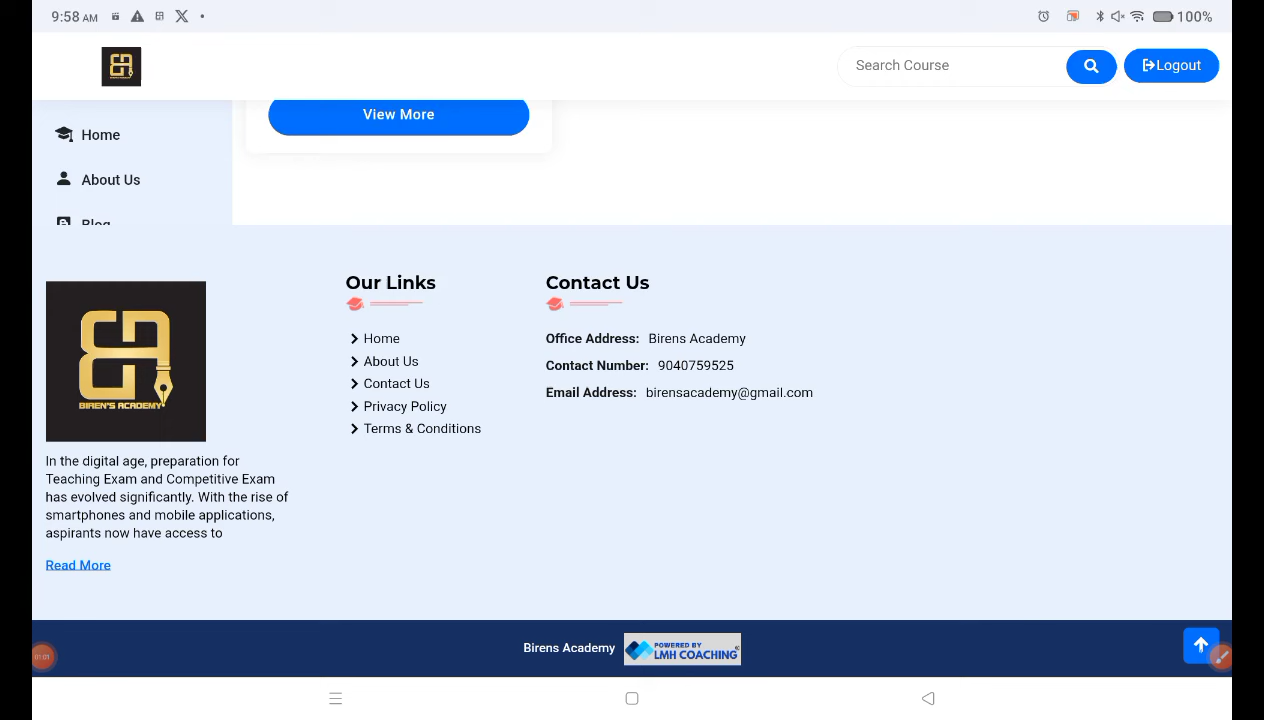 9:58 AM
100%
Search Course
Logout
View More
Home
About Us
Blog
BIREN'S ACADEMY
In the digital age, preparation for
Teaching Exam and Competitive Exam
has evolved significantly. With the rise of
smartphones and mobile applications,
aspirants now have access to
Read More
Our Links
Home
About Us
Contact Us
Privacy Policy
Terms & Conditions
Contact Us
Office Address: Birens Academy
Contact Number: 9040759525
Email Address: birensacademy@gmail.com
Birens Academy
POWERED BY
LMH COACHING
01:01